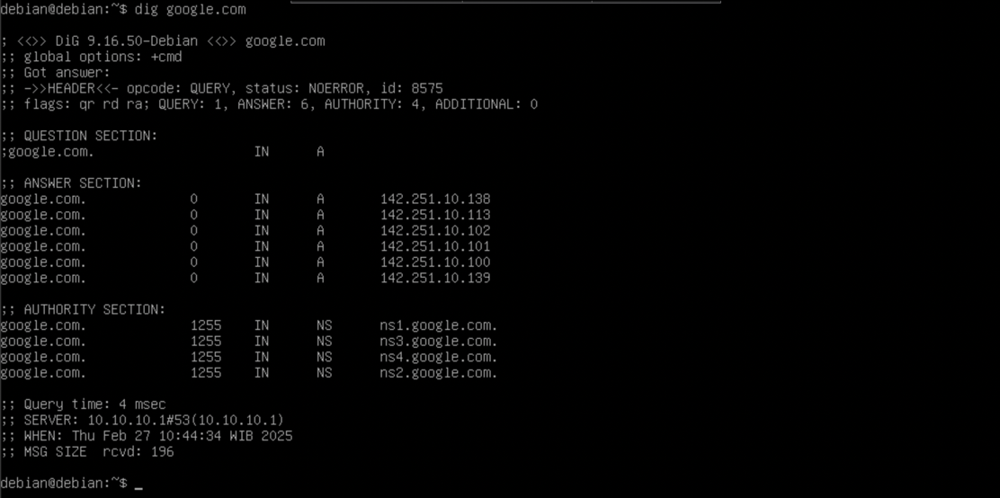 debian@debian:~$ dig google.com
; <<>> DiG 9.16.50-Debian <<>> google.com
;; global options: +cmd
;; Got answer:
;; ->>HEADER<<- opcode: QUERY, status: NOERROR, id: 8575
;; flags: qr rd ra; QUERY: 1, ANSWER: 6, AUTHORITY: 4, ADDITIONAL: 0
;; QUESTION SECTION:
;google.com. IN A
;; ANSWER SECTION:
google.com. 0 IN A 142.251.10.138
google.com. 0 IN A 142.251.10.113
google.com. 0 IN A 142.251.10.102
google.com. 0 IN A 142.251.10.101
google.com. 0 IN A 142.251.10.100
google.com. 0 IN A 142.251.10.139
;; AUTHORITY SECTION:
google.com. 1255 IN NS ns1.google.com.
google.com. 1255 IN NS ns3.google.com.
google.com. 1255 IN NS ns4.google.com.
google.com. 1255 IN NS ns2.google.com.
;; Query time: 4 msec
;; SERVER: 10.10.10.1#53(10.10.10.1)
;; WHEN: Thu Feb 27 10:44:34 WIB 2025
;; MSG SIZE rcvd: 196
debian@debian:~$ _